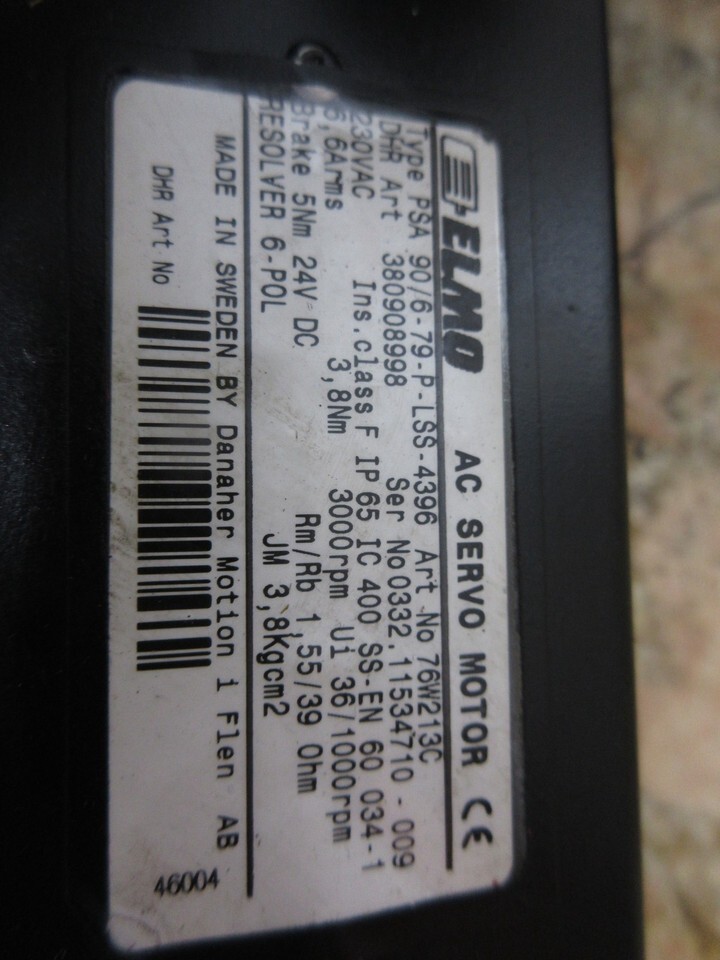 ELMO AC SERVO MOTOR CE
Type PSA 90/6-79-P-LSS-4396 Art No 76W213C
DHR Art 380908998 Ser No 0332.11534710-009
230VAC Ins.class F IP 65 IC 400 SS-EN 60 034-1
6,6Arms 3,8Nm 3000rpm Ui 36/1000rpm
Brake 5Nm 24V DC Rm/Rb 1,55/39 Ohm
RESOLVER 6-POL JM 3,8Kgcm2
MADE IN SWEDEN BY Danaher Motion i Flen AB
DHR Art No 46004